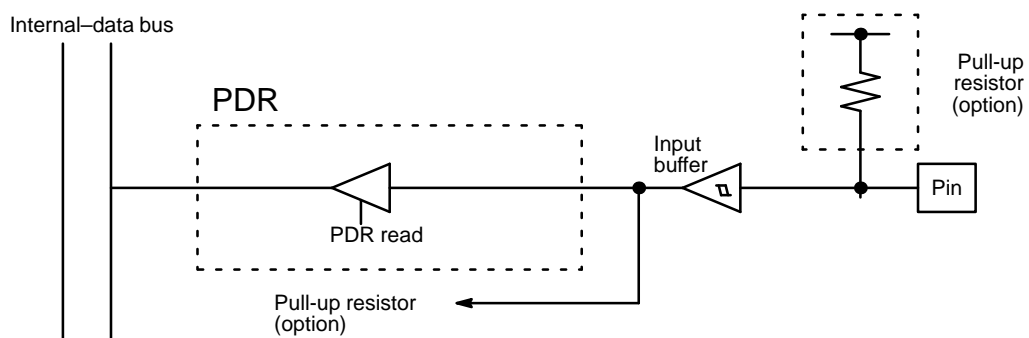 Internal–data bus
PDR
PDR read
Pull-up resistor
(option)
Input
buffer
Pull-up
resistor
(option)
Pin